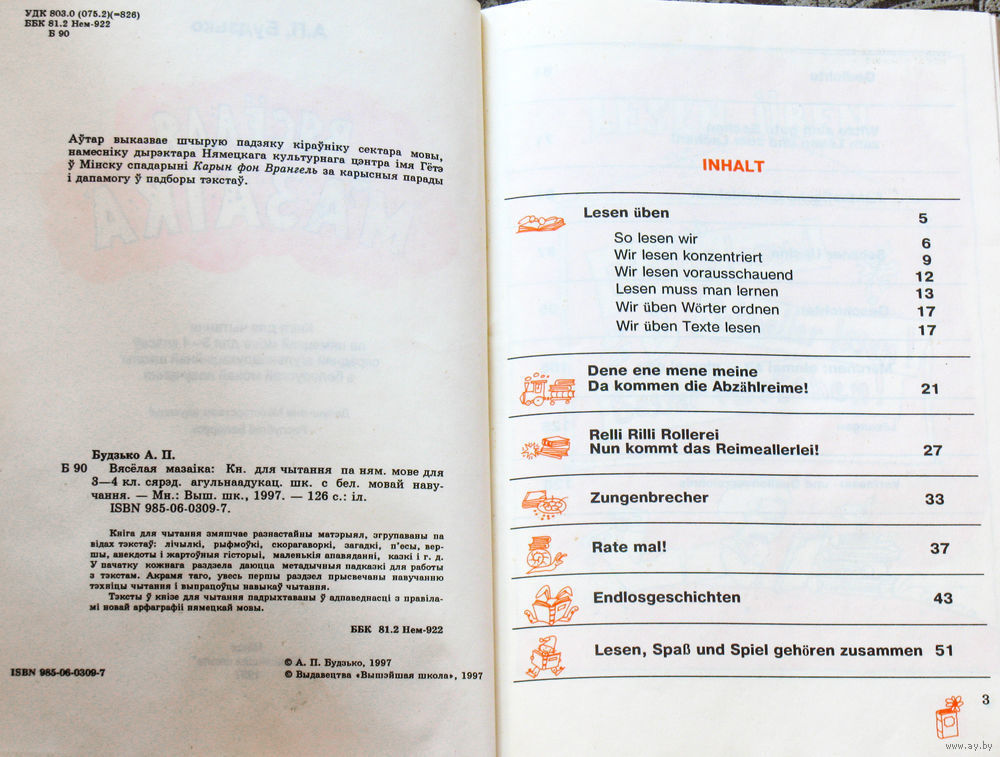 УДК 803.0 (075.2)(=826)
ББК 81.2 Нем-922
Б 90
Аўтар выказвае шчырую падзяку кіраўніку сектара мовы,
намесніку дырэктара Нямецкага культурнага цэнтра імя Гётэ
ў Мінску спадарыні Карын фон Врангель за карысныя парады
і дапамогу ў падборы тэкстаў.
Будзько А. П.
Б 90 Вясёлая мазаіка: Кн. для чытання па ням. мове для
3—4 кл. сярэд. агульнаадукац. шк. с бел. мовай наву-
чання. — Мн.: Выш. шк., 1997. — 126 с.: іл.
ISBN 985-06-0309-7.
Кніга для чытання змяшчае разнастайны матэрыял, згрупаваны па
відах тэкстаў: лічылкі, рыфмоўкі, скорагаворкі, загадкі, п'есы, вер-
шы, анекдоты і жартоўныя гісторыі, маленькія апавяданні, казкі і г. д.
У пачатку кожнага раздзела даюцца метадычныя падказкі для работы
з тэкстам. Акрамя таго, увесь першы раздзел прысвечаны навучанню
тэхніцы чытання і выпрацоўцы навыкаў чытання.
Тэксты ў кнізе для чытання падрыхтаваны ў адпаведнасці з правіла-
мі новай арфаграфіі нямецкай мовы.
ББК 81.2 Нем-922
ISBN 985-06-0309-7
© А. П. Будзько, 1997
© Выдавецтва «Вышэйшая школа», 1997
INHALT
Lesen üben 5
So lesen wir 6
Wir lesen konzentriert 9
Wir lesen vorausschauend 12
Lesen muss man lernen 13
Wir üben Wörter ordnen 17
Wir üben Texte lesen 17
Dene ene mene meine
Da kommen die Abzählreime! 21
Relli Rilli Rollerei
Nun kommt das Reimeallerlei! 27
Zungenbrecher 33
Rate mal! 37
Endlosgeschichten 43
Lesen, Spaß und Spiel gehören zusammen 51
3
www.ay.by